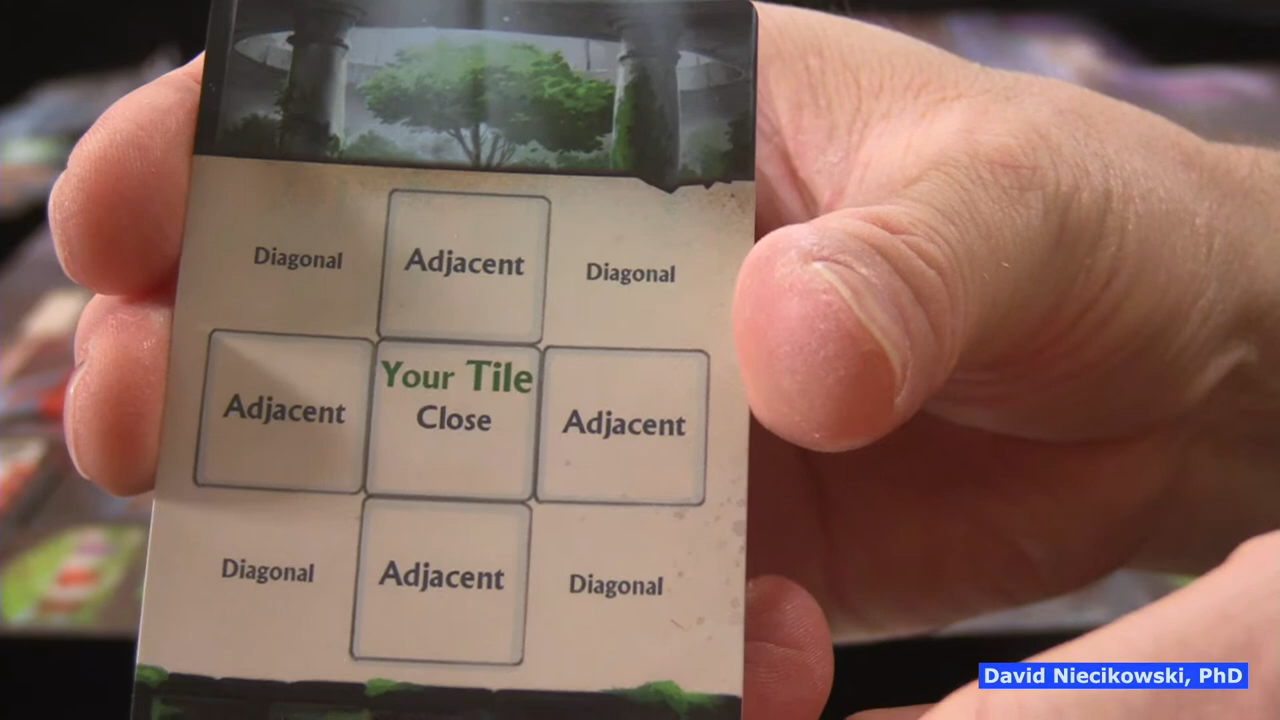 Diagonal Adjacent Diagonal
Adjacent Your Tile Adjacent
Close
Diagonal Adjacent Diagonal
David Niecikowski, PhD